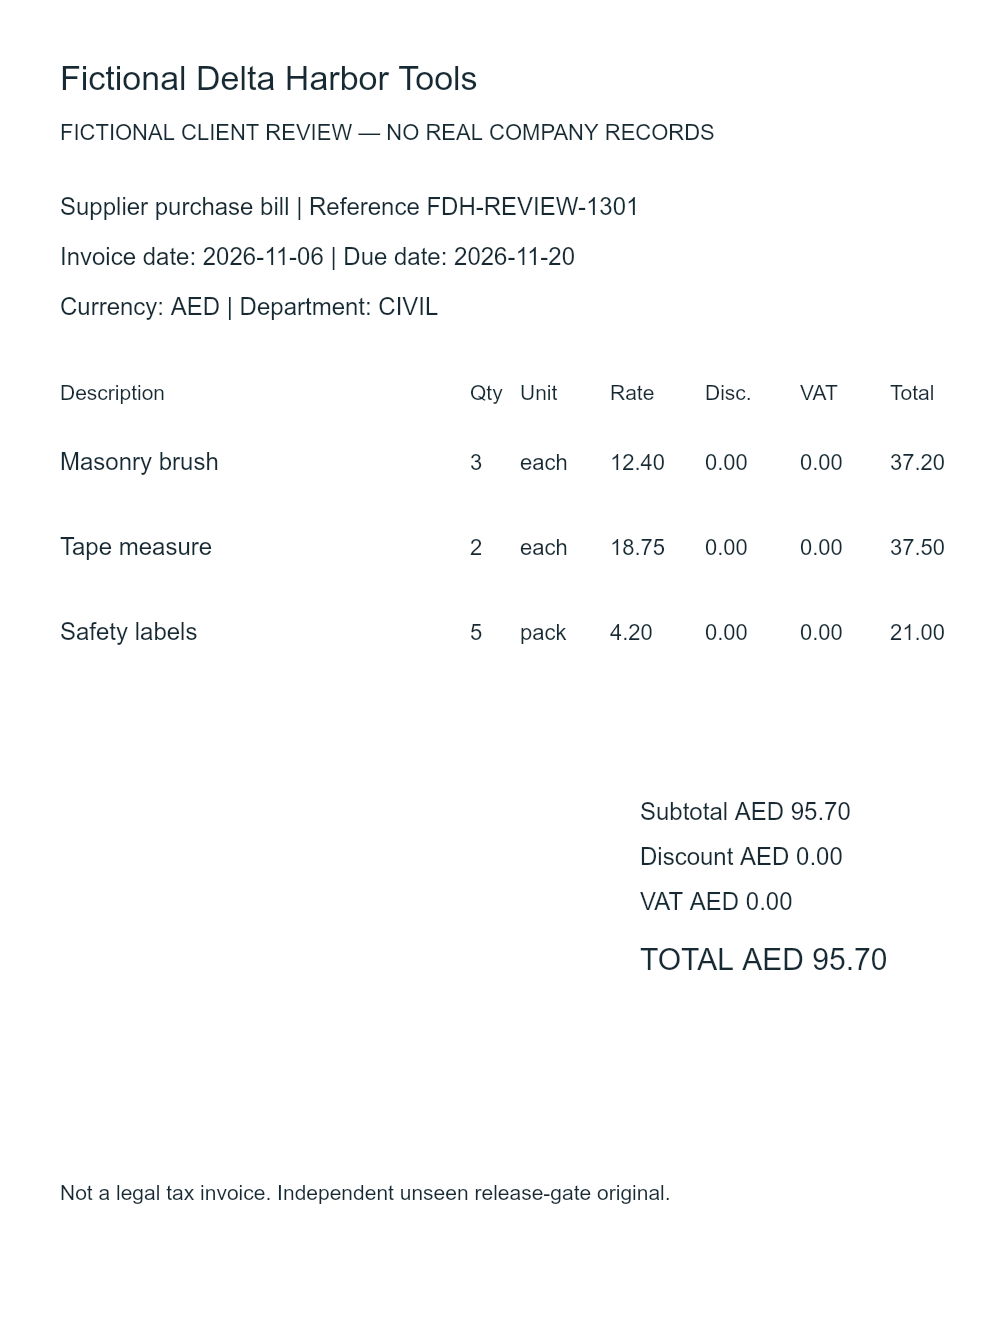 Fictional Delta Harbor Tools
FICTIONAL CLIENT REVIEW — NO REAL COMPANY RECORDS
Supplier purchase bill | Reference FDH-REVIEW-1301
Invoice date: 2026-11-06 | Due date: 2026-11-20
Currency: AED | Department: CIVIL
Description Qty Unit Rate Disc. VAT Total
Masonry brush 3 each 12.40 0.00 0.00 37.20
Tape measure 2 each 18.75 0.00 0.00 37.50
Safety labels 5 pack 4.20 0.00 0.00 21.00
Subtotal AED 95.70
Discount AED 0.00
VAT AED 0.00
TOTAL AED 95.70
Not a legal tax invoice. Independent unseen release-gate original.